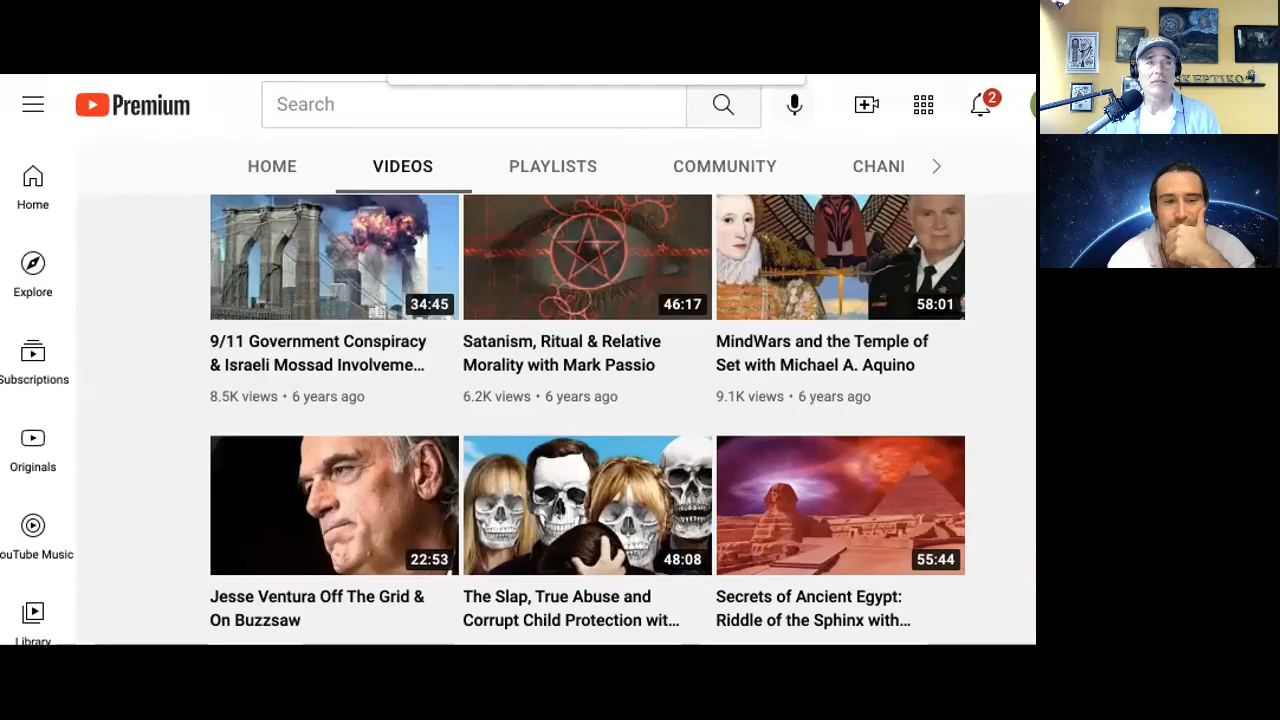 Premium
Search
2
HOME
VIDEOS
PLAYLISTS
COMMUNITY
CHANI
Home
Explore
Subscriptions
Originals
ouTube Music
Library
34:45
46:17
58:01
9/11 Government Conspiracy
& Israeli Mossad Involveme...
8.5K views • 6 years ago
Satanism, Ritual & Relative
Morality with Mark Passio
6.2K views • 6 years ago
MindWars and the Temple of
Set with Michael A. Aquino
9.1K views • 6 years ago
22:53
48:08
55:44
Jesse Ventura Off The Grid &
On Buzzsaw
The Slap, True Abuse and
Corrupt Child Protection wit...
Secrets of Ancient Egypt:
Riddle of the Sphinx with...
SKEPTIKO